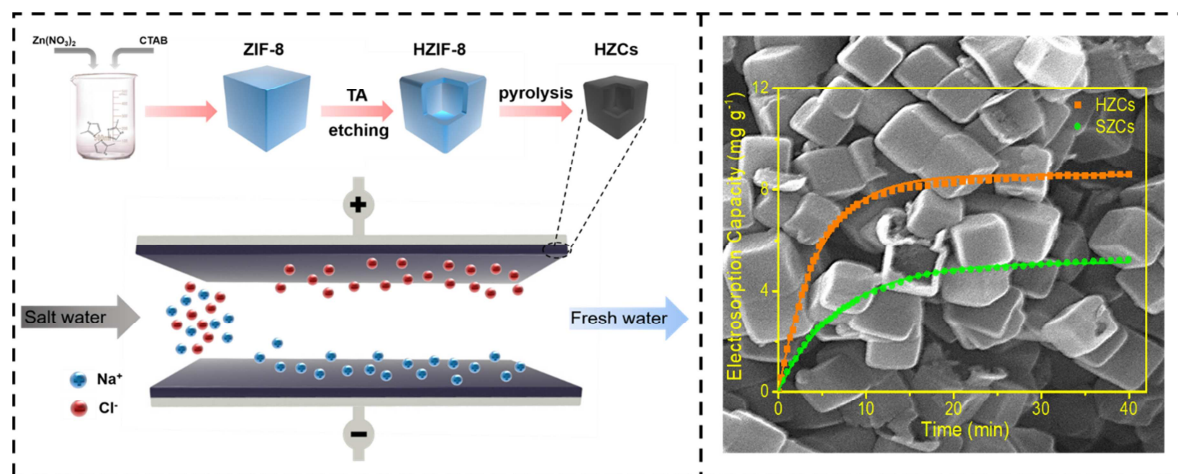 Zn(NO₃)₂
CTAB
ZIF-8
HZIF-8
HZCs
TA
etching
pyrolysis
+
Salt water
Fresh water
Na⁺
Cl⁻
−
Electrosorption Capacity (mg g⁻¹)
12
8
4
0
HZCs
SZCs
0 10 20 30 40
Time (min)